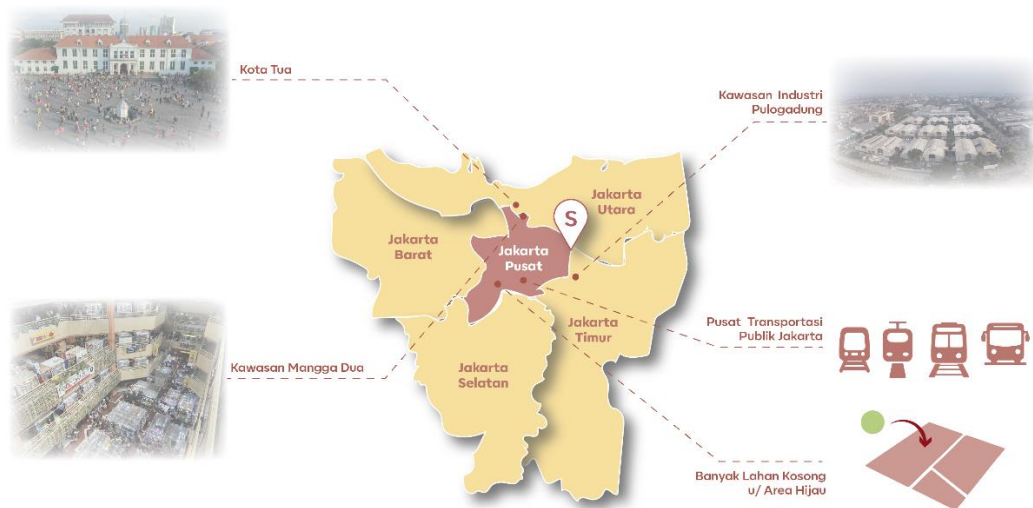 Kota Tua
Kawasan Industri
Pulogadung
Jakarta
Utara
S
Jakarta
Barat
Jakarta
Pusat
Jakarta
Timur
Pusat Transportasi
Publik Jakarta
Kawasan Mangga Dua
Jakarta
Selatan
Banyak Lahan Kosong
u/ Area Hijau